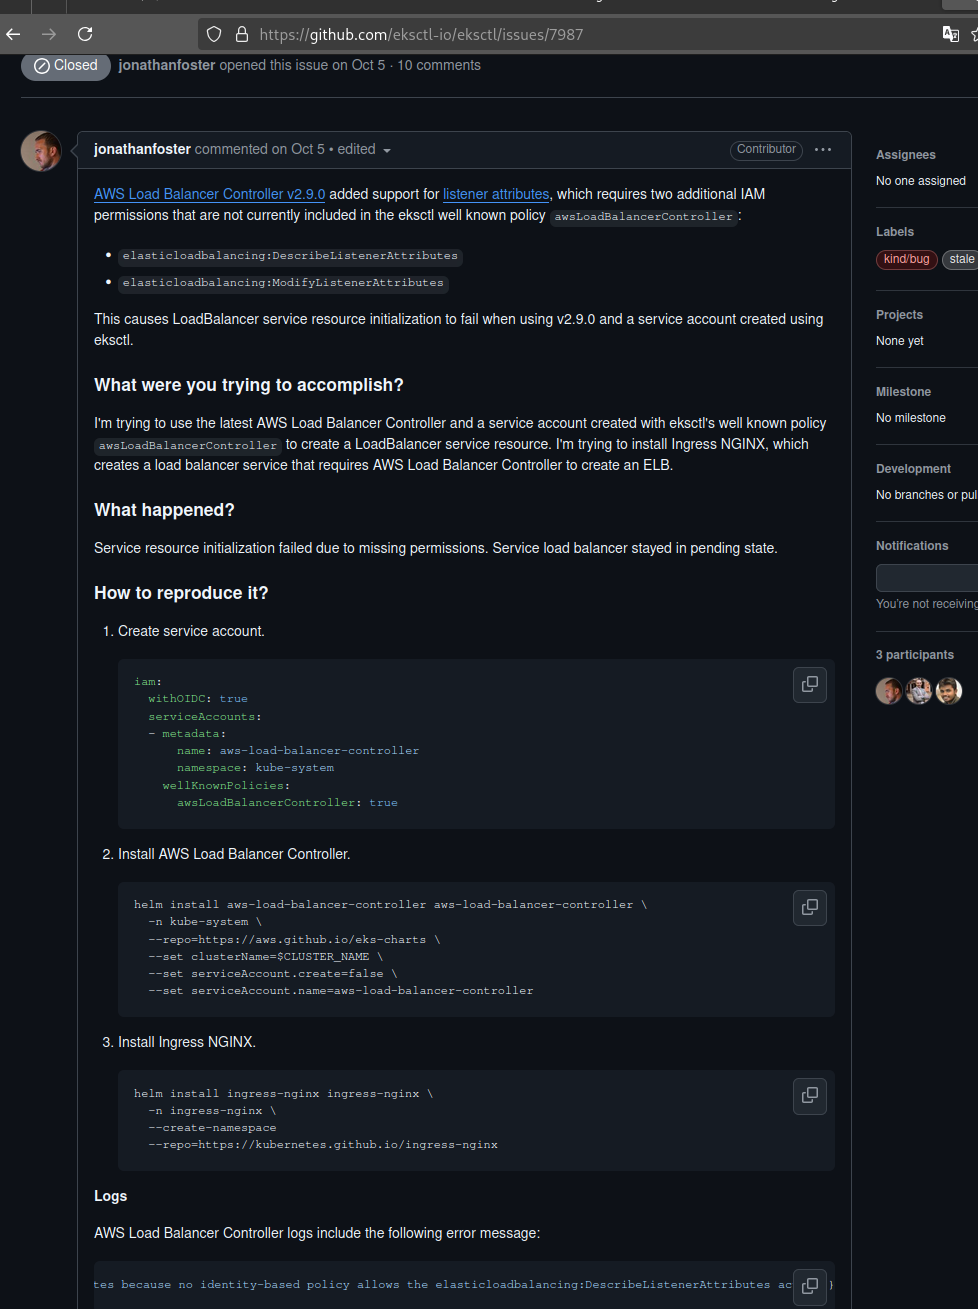 https://github.com/eksctl-io/eksctl/issues/7987
Closed jonathanfoster opened this issue on Oct 5 · 10 comments
jonathanfoster commented on Oct 5 • edited
Contributor
AWS Load Balancer Controller v2.9.0 added support for listener attributes, which requires two additional IAM
permissions that are not currently included in the eksctl well known policy awsLoadBalancerController :
• elasticloadbalancing:DescribeListenerAttributes
• elasticloadbalancing:ModifyListenerAttributes
This causes LoadBalancer service resource initialization to fail when using v2.9.0 and a service account created using
eksctl.
What were you trying to accomplish?
I'm trying to use the latest AWS Load Balancer Controller and a service account created with eksctl's well known policy
awsLoadBalancerController to create a LoadBalancer service resource. I'm trying to install Ingress NGINX, which
creates a load balancer service that requires AWS Load Balancer Controller to create an ELB.
What happened?
Service resource initialization failed due to missing permissions. Service load balancer stayed in pending state.
How to reproduce it?
1. Create service account.
iam:
  withOIDC: true
  serviceAccounts:
  - metadata:
      name: aws-load-balancer-controller
      namespace: kube-system
    wellKnownPolicies:
      awsLoadBalancerController: true
2. Install AWS Load Balancer Controller.
helm install aws-load-balancer-controller aws-load-balancer-controller \
  -n kube-system \
  --repo=https://aws.github.io/eks-charts \
  --set clusterName=$CLUSTER_NAME \
  --set serviceAccount.create=false \
  --set serviceAccount.name=aws-load-balancer-controller
3. Install Ingress NGINX.
helm install ingress-nginx ingress-nginx \
  -n ingress-nginx \
  --create-namespace
  --repo=https://kubernetes.github.io/ingress-nginx
Logs
AWS Load Balancer Controller logs include the following error message:
tes because no identity-based policy allows the elasticloadbalancing:DescribeListenerAttributes ac }
Assignees
No one assigned
Labels
kind/bug stale
Projects
None yet
Milestone
No milestone
Development
No branches or pul
Notifications
You're not receiving
3 participants